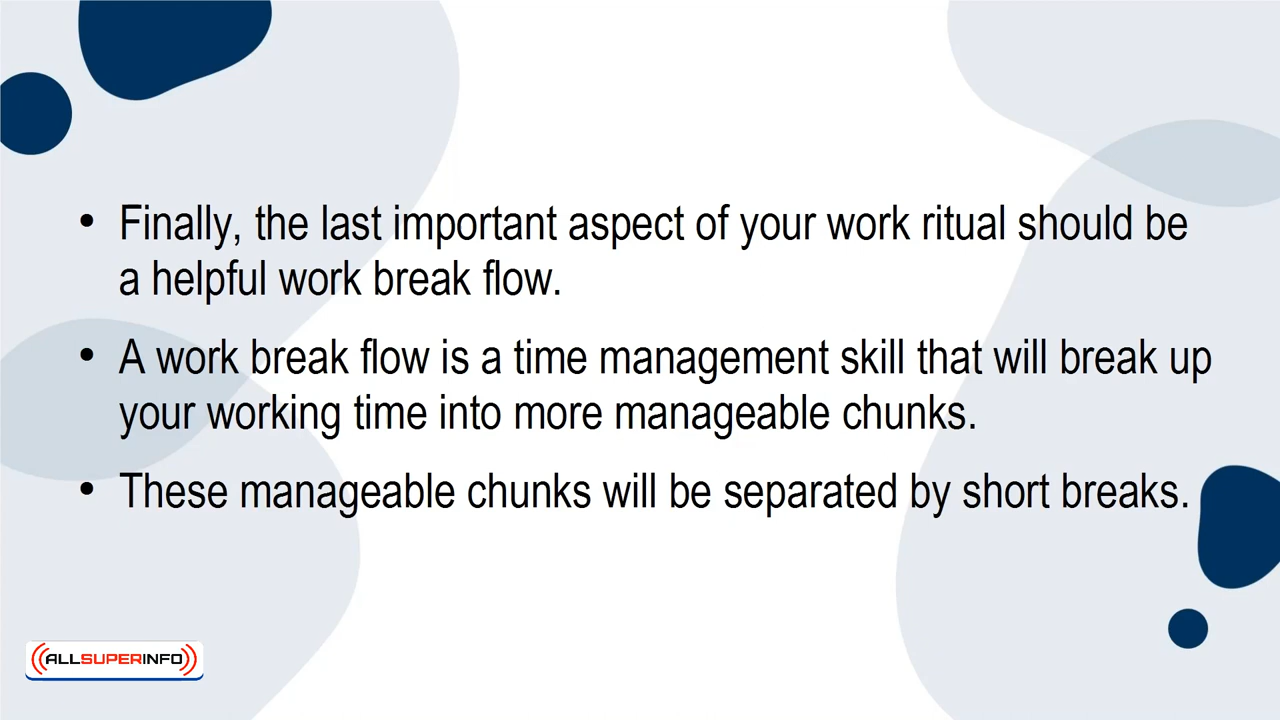 • Finally, the last important aspect of your work ritual should be
a helpful work break flow.
• A work break flow is a time management skill that will break up
your working time into more manageable chunks.
• These manageable chunks will be separated by short breaks.
ALLSUPERINFO